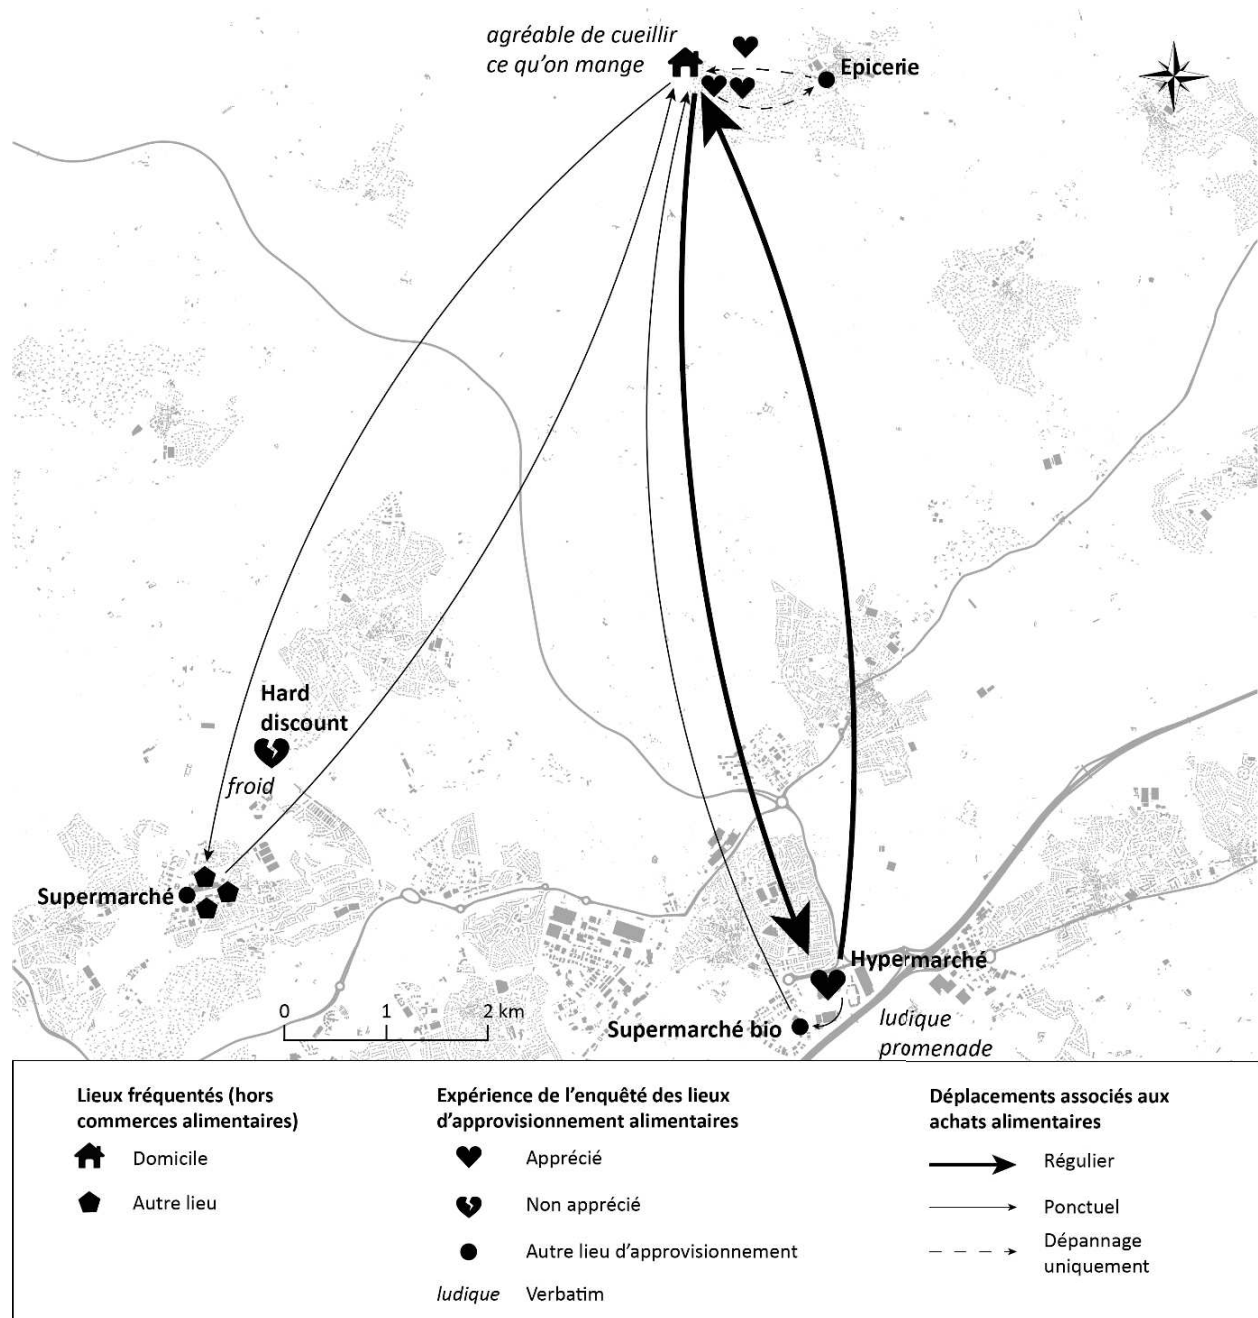 agréable de cueillir
ce qu'on mange
Epicerie
Hard
discount
froid
Supermarché
Hypermarché
Supermarché bio
ludique
promenade
0 1 2 km
Lieux fréquentés (hors
commerces alimentaires)
Domicile
Autre lieu
Expérience de l'enquêté des lieux
d'approvisionnement alimentaires
Apprécié
Non apprécié
Autre lieu d'approvisionnement
ludique Verbatim
Déplacements associés aux
achats alimentaires
Régulier
Ponctuel
Dépannage
uniquement